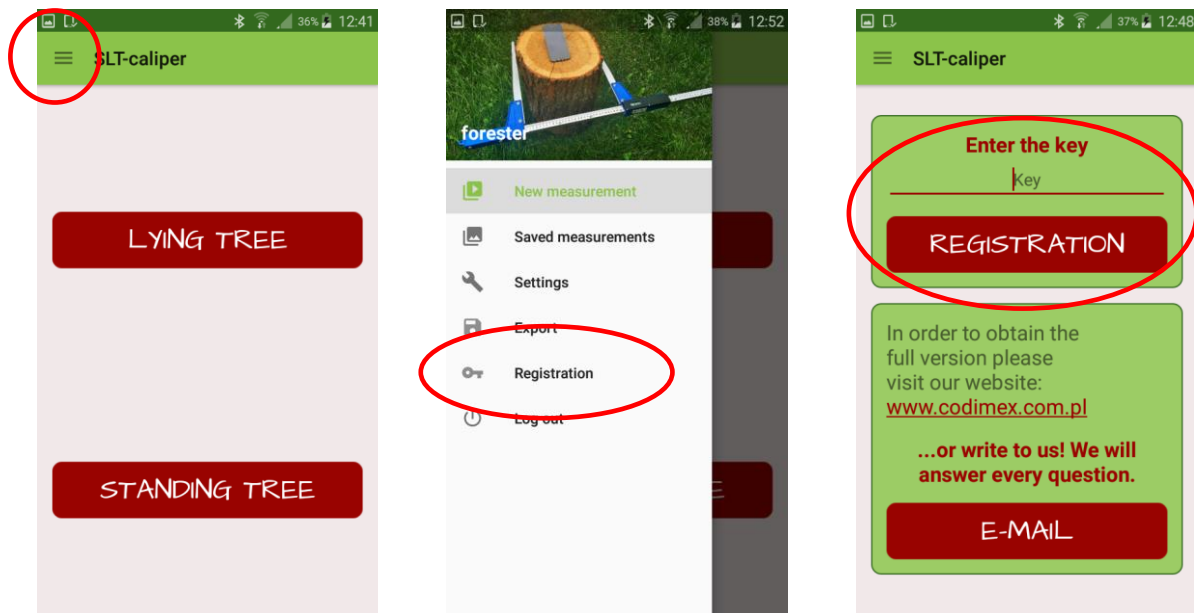 36% 12:41
SLT-caliper
LYING TREE
STANDING TREE
38% 12:52
forester
New measurement
Saved measurements
Settings
Export
Registration
Log out
37% 12:48
SLT-caliper
Enter the key
Key
REGISTRATION
In order to obtain the
full version please
visit our website:
www.codimex.com.pl
...or write to us! We will
answer every question.
E-MAIL